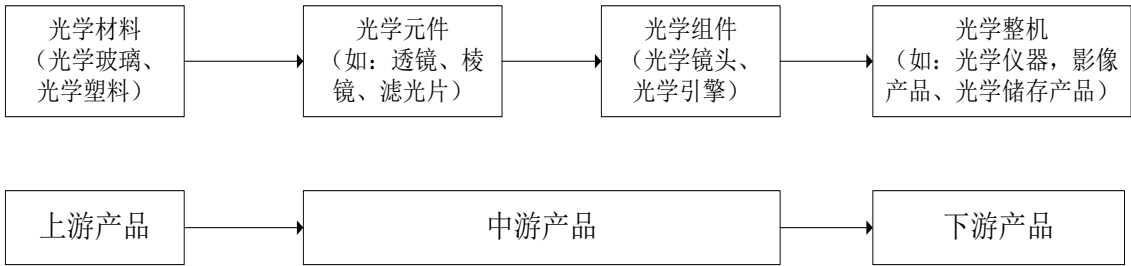 光学材料
（光学玻璃、
光学塑料）
光学元件
（如：透镜、棱
镜、滤光片）
光学组件
（光学镜头、
光学引擎）
光学整机
（如：光学仪器，影像
产品、光学储存产品）
上游产品
中游产品
下游产品